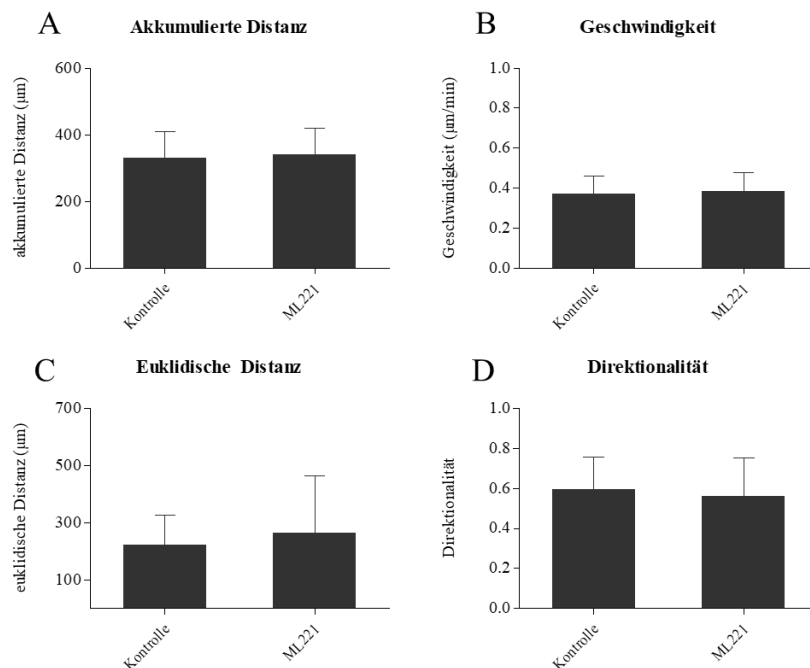 A
Akkumulierte Distanz
akkumulierte Distanz (µm)
600
400
200
0
Kontrolle
ML221
B
Geschwindigkeit
Geschwindigkeit (µm/min)
1.0
0.8
0.6
0.4
0.2
0.0
Kontrolle
ML221
C
Euklidische Distanz
euklidische Distanz (µm)
700
500
300
100
Kontrolle
ML221
D
Direktionalität
Direktionalität
1.0
0.8
0.6
0.4
0.2
0.0
Kontrolle
ML221